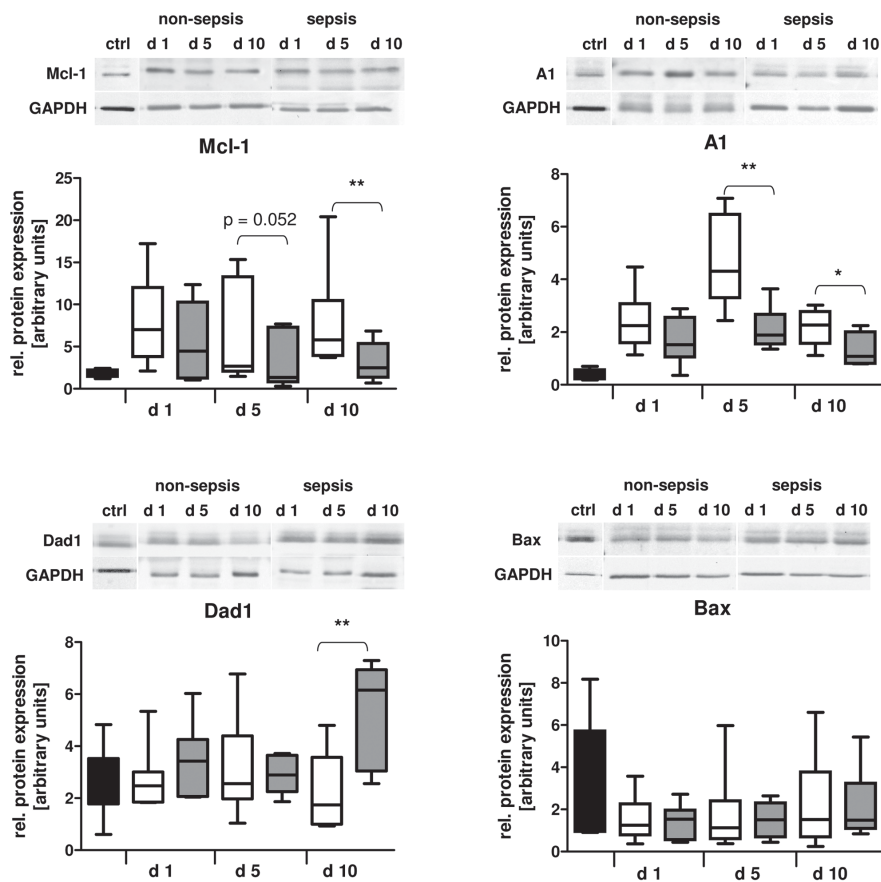 non-sepsis sepsis
ctrl d 1 d 5 d 10 d 1 d 5 d 10
Mcl-1
GAPDH
Mcl-1
rel. protein expression
[arbitrary units]
25
20
15
10
5
0
p = 0.052
**
d 1 d 5 d 10
non-sepsis sepsis
ctrl d 1 d 5 d 10 d 1 d 5 d 10
A1
GAPDH
A1
rel. protein expression
[arbitrary units]
8
6
4
2
0
**
*
d 1 d 5 d 10
non-sepsis sepsis
ctrl d 1 d 5 d 10 d 1 d 5 d 10
Dad1
GAPDH
Dad1
rel. protein expression
[arbitrary units]
8
6
4
2
0
**
d 1 d 5 d 10
non-sepsis sepsis
ctrl d 1 d 5 d 10 d 1 d 5 d 10
Bax
GAPDH
Bax
rel. protein expression
[arbitrary units]
10
8
6
4
2
0
d 1 d 5 d 10